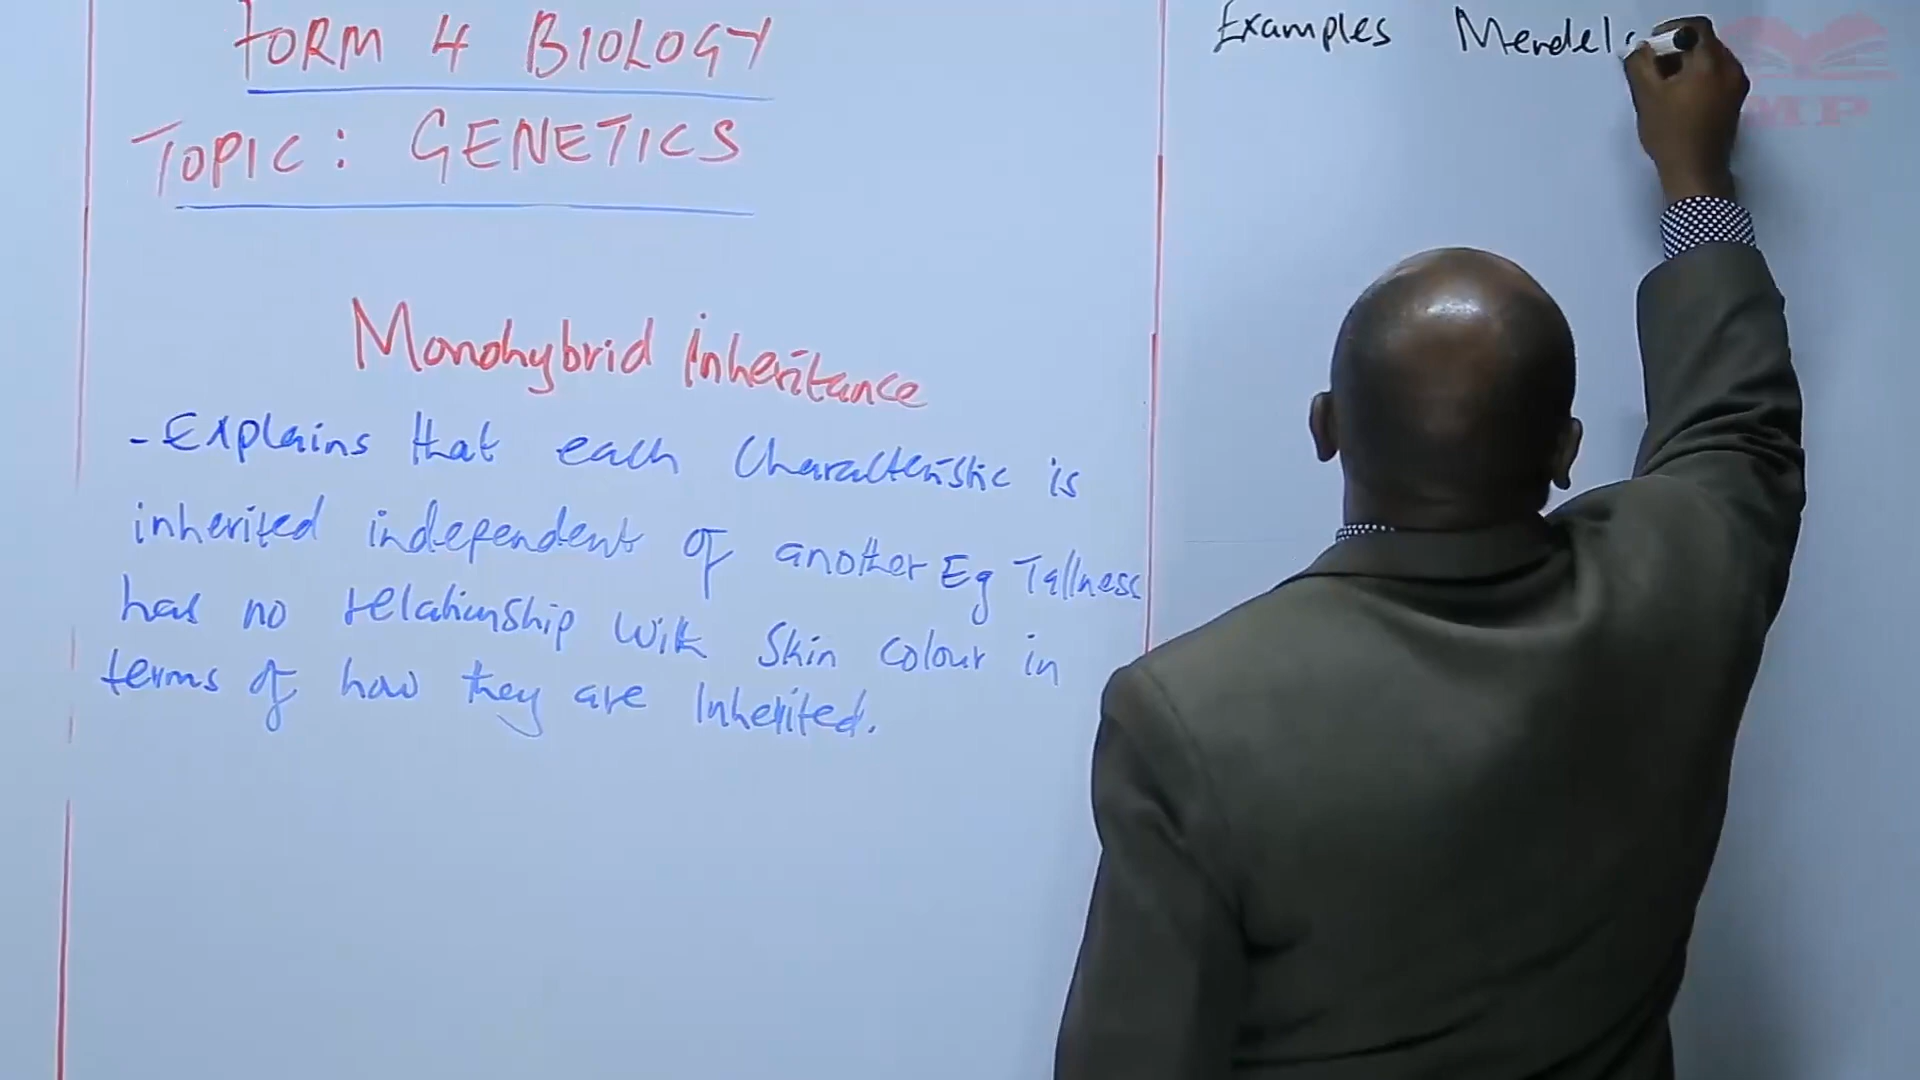 FORM 4 BIOLOGY
TOPIC: GENETICS
Monohybrid Inheritance
- Explains that each Characteristic is
inherited independent of another Eg Tallness
has no relationship with Skin colour in
terms of how they are Inherited.
Examples Mendel
MP